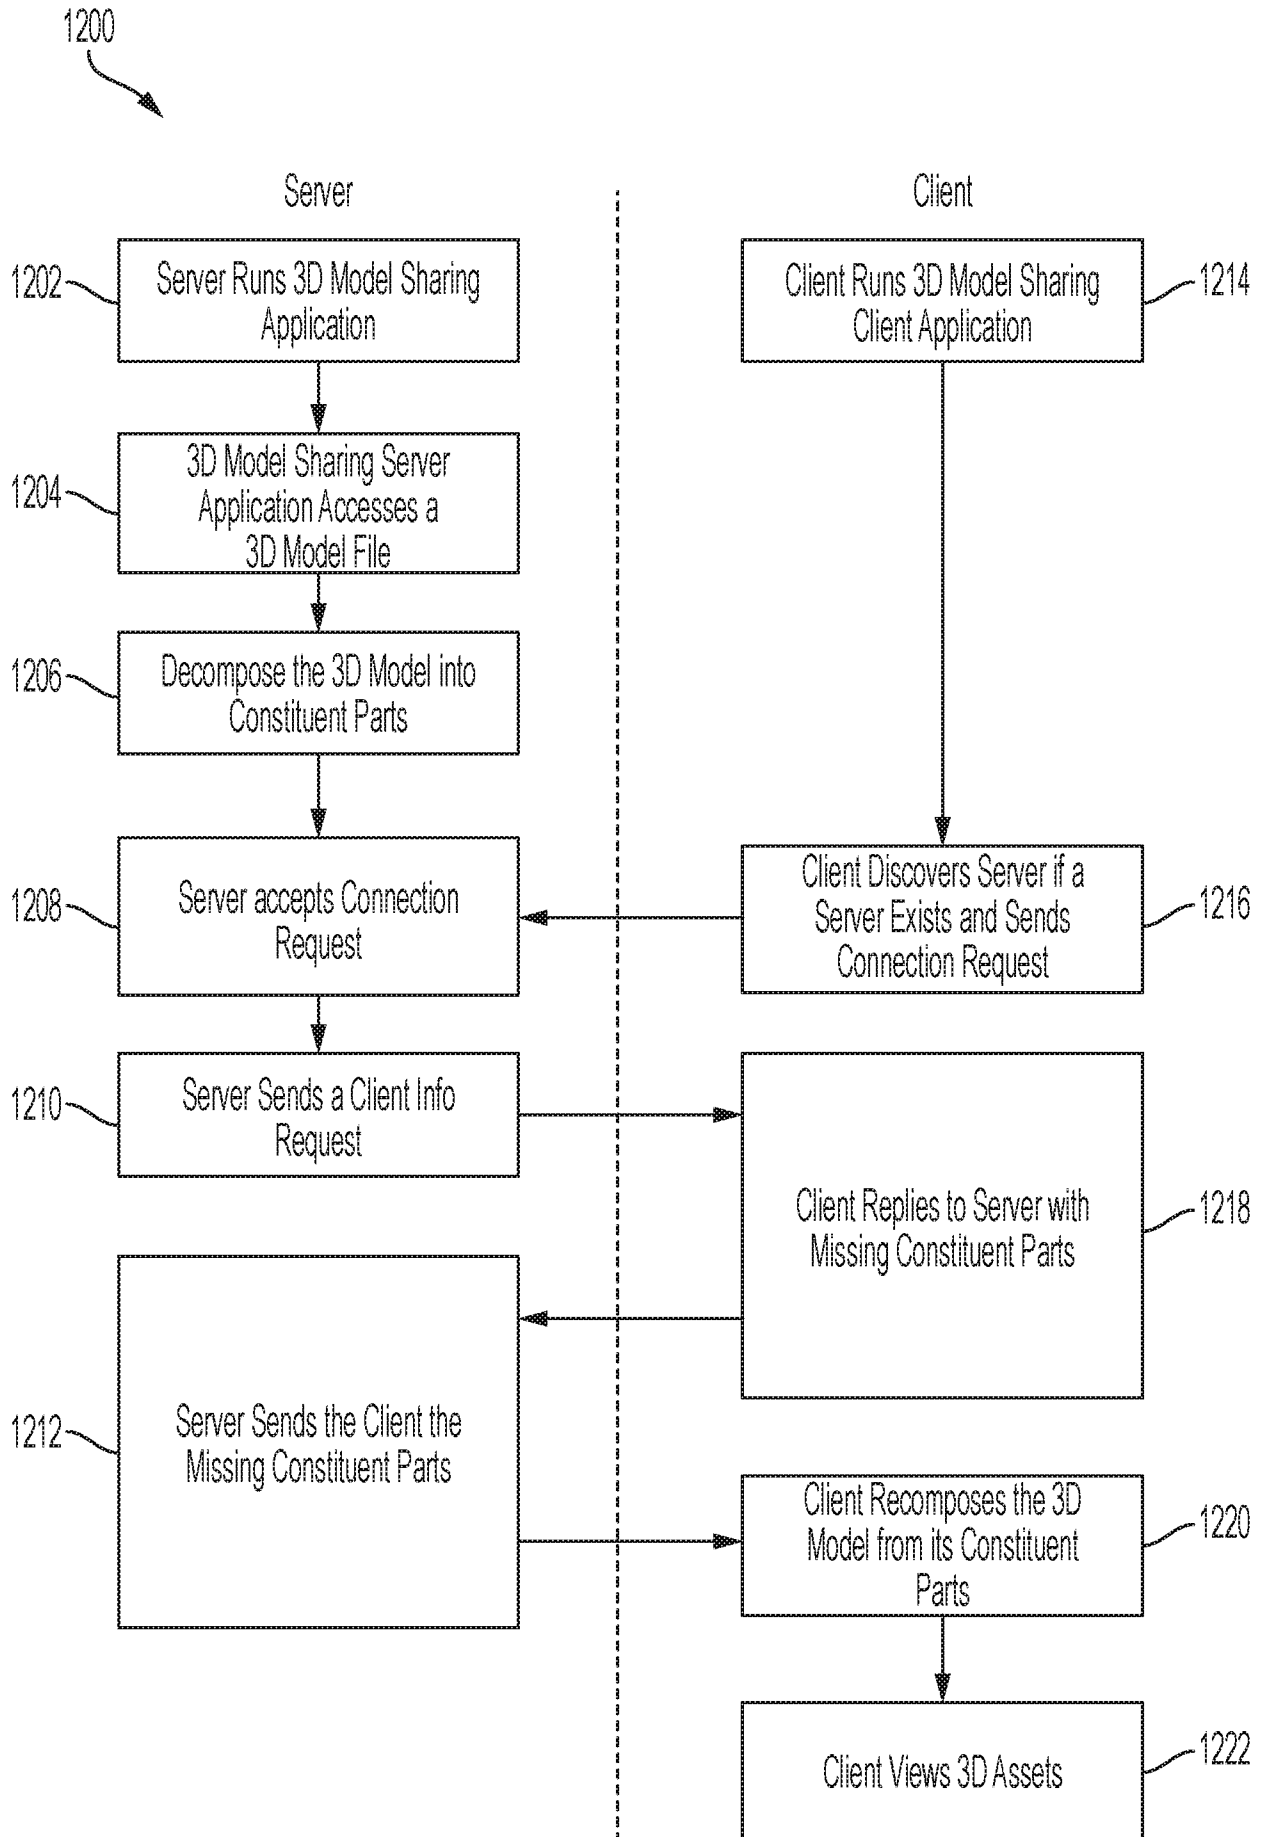 1200
Server
Client
1202
Server Runs 3D Model Sharing
Application
Client Runs 3D Model Sharing
Client Application
1214
1204
3D Model Sharing Server
Application Accesses a
3D Model File
1206
Decompose the 3D Model into
Constituent Parts
1208
Server accepts Connection
Request
Client Discovers Server if a
Server Exists and Sends
Connection Request
1216
1210
Server Sends a Client Info
Request
Client Replies to Server with
Missing Constituent Parts
1218
1212
Server Sends the Client the
Missing Constituent Parts
Client Recomposes the 3D
Model from its Constituent
Parts
1220
Client Views 3D Assets
1222